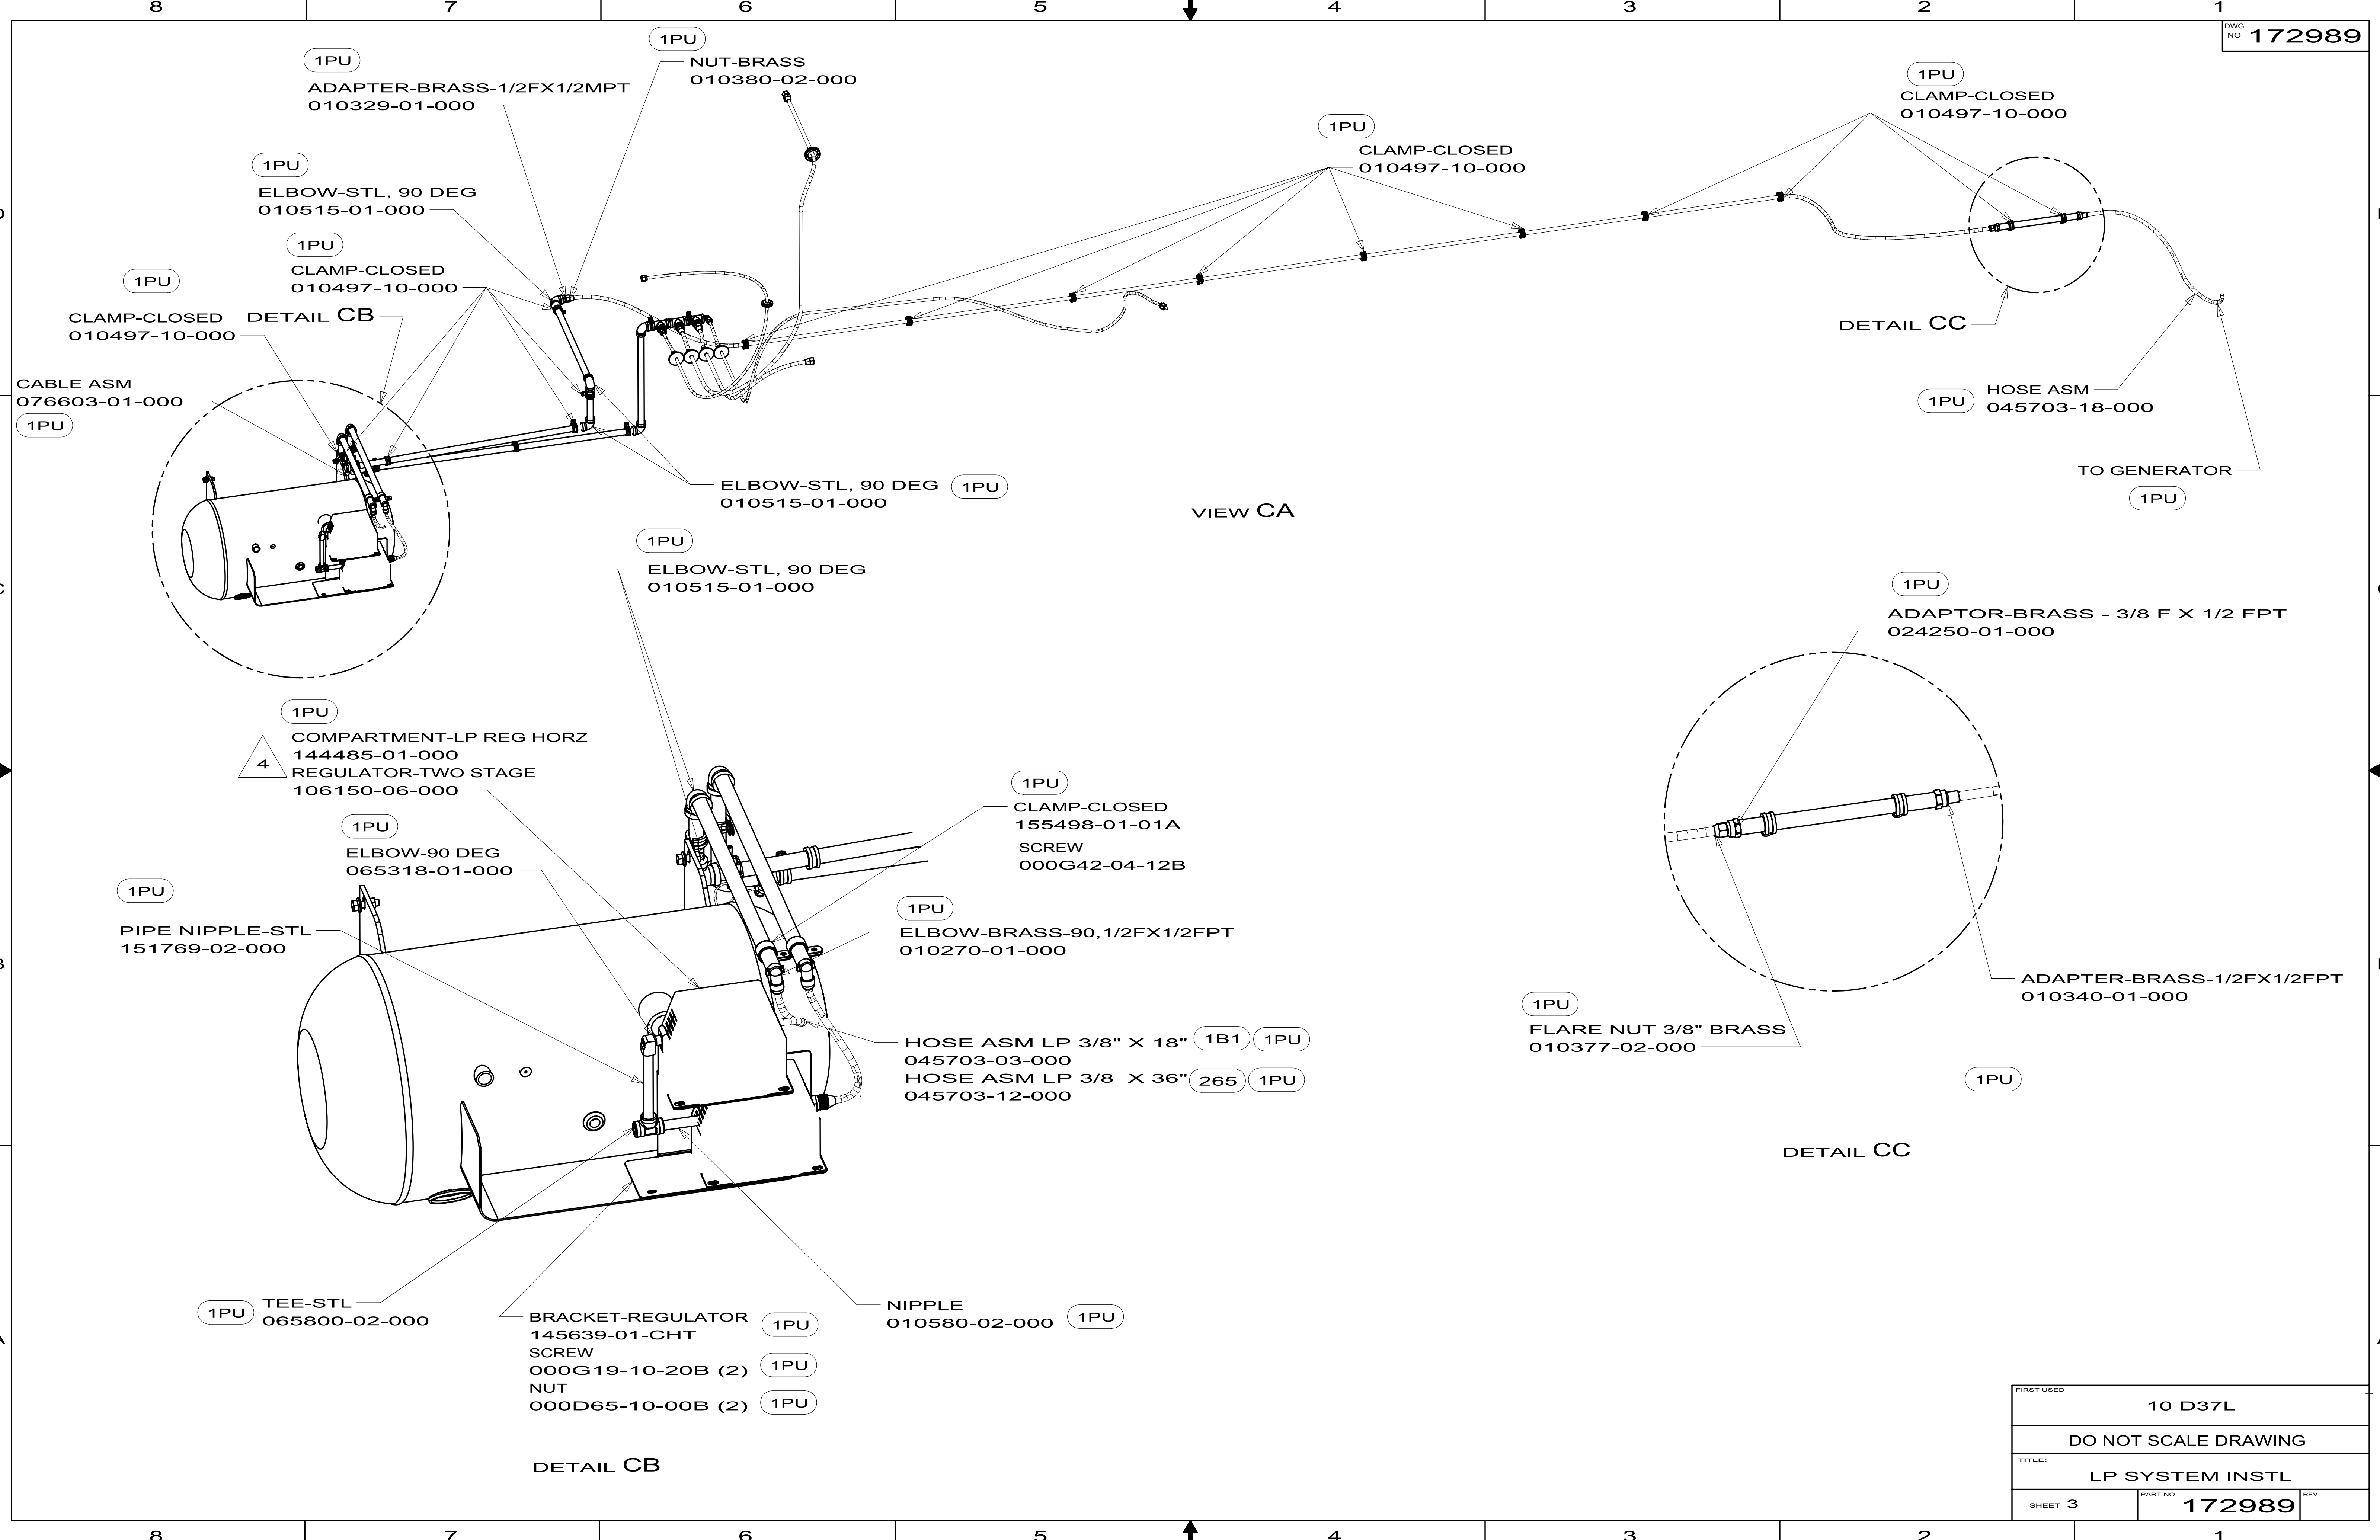 8 7 6 5 4 3 2 1
DWG
NO 172989
1PU
NUT-BRASS
010380-02-000
1PU
ADAPTER-BRASS-1/2FX1/2MPT
010329-01-000
1PU
ELBOW-STL, 90 DEG
010515-01-000
1PU
CLAMP-CLOSED
010497-10-000
1PU
CLAMP-CLOSED
010497-10-000
DETAIL CB
CABLE ASM
076603-01-000
1PU
1PU
CLAMP-CLOSED
010497-10-000
1PU
CLAMP-CLOSED
010497-10-000
DETAIL CC
1PU
HOSE ASM
045703-18-000
TO GENERATOR
1PU
ELBOW-STL, 90 DEG 1PU
010515-01-000
VIEW CA
1PU
ELBOW-STL, 90 DEG
010515-01-000
1PU
4
COMPARTMENT-LP REG HORZ
144485-01-000
REGULATOR-TWO STAGE
106150-06-000
1PU
ELBOW-90 DEG
065318-01-000
1PU
PIPE NIPPLE-STL
151769-02-000
1PU
CLAMP-CLOSED
155498-01-01A
SCREW
000G42-04-12B
1PU
ELBOW-BRASS-90,1/2FX1/2FPT
010270-01-000
HOSE ASM LP 3/8" X 18" 1B1 1PU
045703-03-000
HOSE ASM LP 3/8 X 36" 265 1PU
045703-12-000
1PU
TEE-STL
065800-02-000
BRACKET-REGULATOR 1PU
145639-01-CHT
SCREW
000G19-10-20B (2) 1PU
NUT
000D65-10-00B (2) 1PU
NIPPLE
010580-02-000 1PU
DETAIL CB
1PU
ADAPTOR-BRASS - 3/8 F X 1/2 FPT
024250-01-000
ADAPTER-BRASS-1/2FX1/2FPT
010340-01-000
1PU
FLARE NUT 3/8" BRASS
010377-02-000
1PU
DETAIL CC
FIRST USED
10 D37L
DO NOT SCALE DRAWING
TITLE:
LP SYSTEM INSTL
SHEET 3
PART NO 172989
REV
8 7 6 5 4 3 2 1